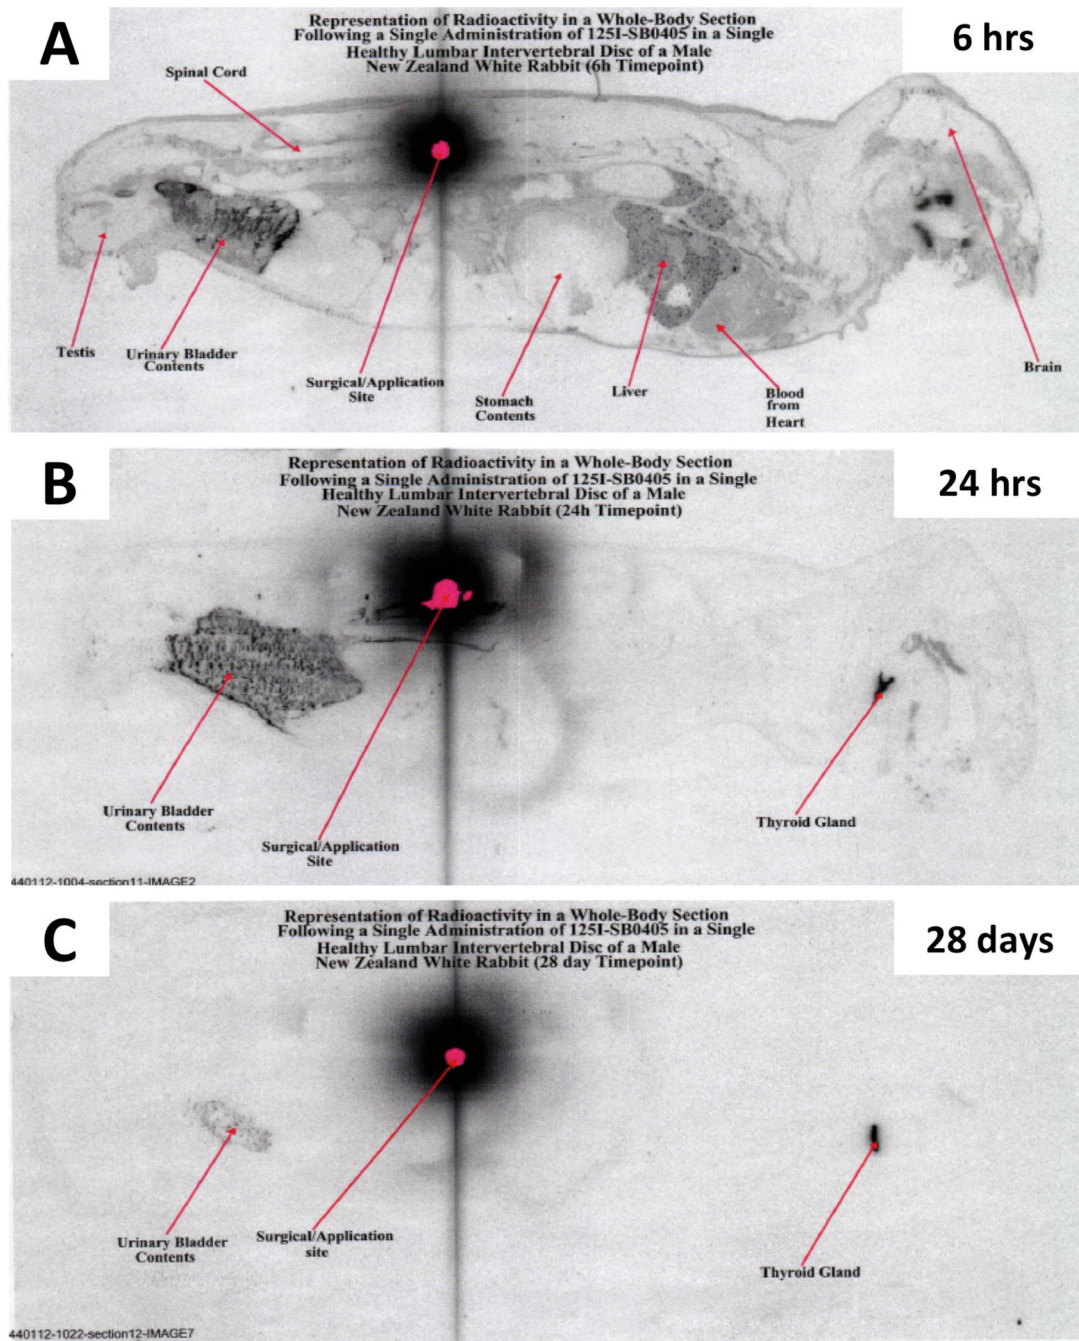 A
Representation of Radioactivity in a Whole-Body Section
Following a Single Administration of 125I-SB0405 in a Single
Healthy Lumbar Intervertebral Disc of a Male
New Zealand White Rabbit (6h Timepoint)
6 hrs
Spinal Cord
Testis
Urinary Bladder
Contents
Surgical/Application
Site
Stomach
Contents
Liver
Blood
from
Heart
Brain
B
Representation of Radioactivity in a Whole-Body Section
Following a Single Administration of 125I-SB0405 in a Single
Healthy Lumbar Intervertebral Disc of a Male
New Zealand White Rabbit (24h Timepoint)
24 hrs
Urinary Bladder
Contents
Surgical/Application
Site
Thyroid Gland
440112-1004-section11-IMAGE2
C
Representation of Radioactivity in a Whole-Body Section
Following a Single Administration of 125I-SB0405 in a Single
Healthy Lumbar Intervertebral Disc of a Male
New Zealand White Rabbit (28 day Timepoint)
28 days
Urinary Bladder
Contents
Surgical/Application
site
Thyroid Gland
440112-1022-section12-IMAGE7